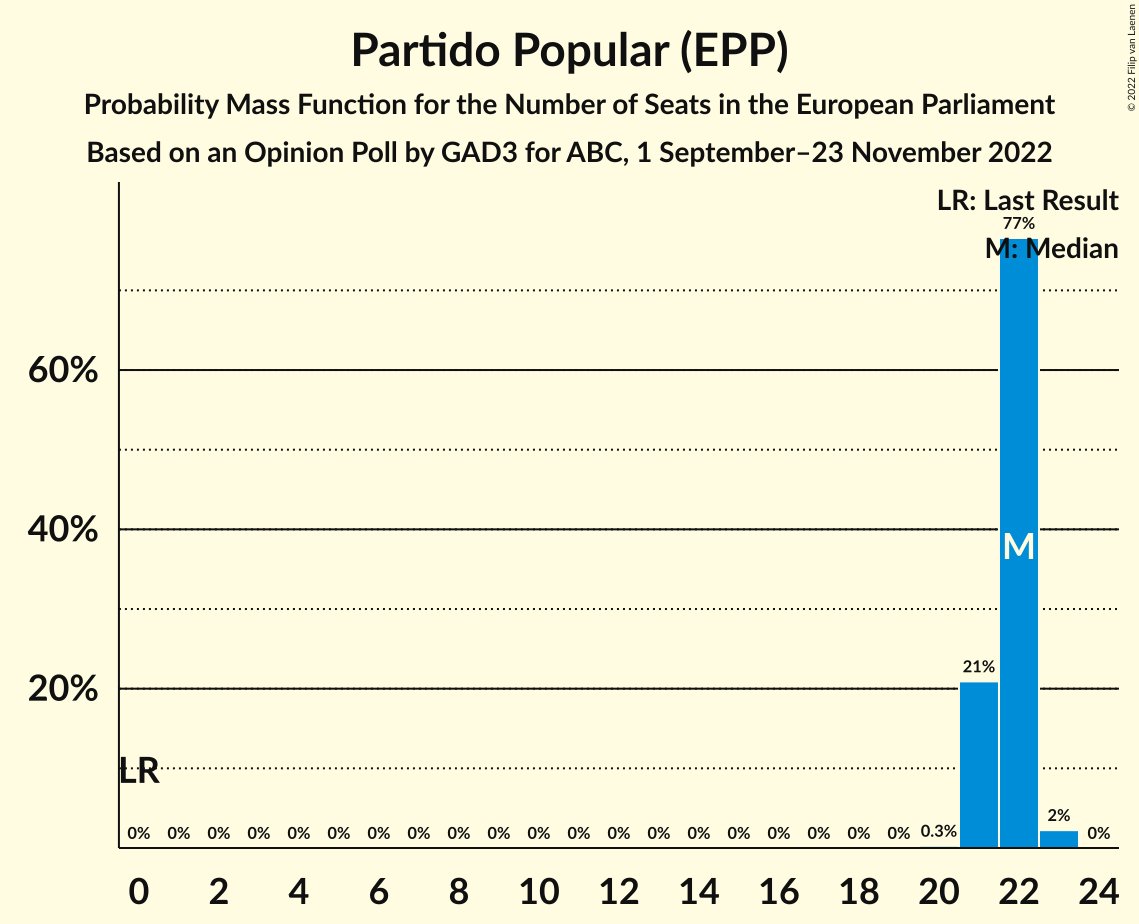 Partido Popular (EPP)
Probability Mass Function for the Number of Seats in the European Parliament
Based on an Opinion Poll by GAD3 for ABC, 1 September–23 November 2022
© 2022 Filip van Laenen
LR: Last Result
77%
M: Median
60%
40%
M
21%
20%
LR
0% 0% 0% 0% 0% 0% 0% 0% 0% 0% 0% 0% 0% 0% 0% 0% 0% 0% 0% 0% 0.3% 2% 0%
0 2 4 6 8 10 12 14 16 18 20 22 24